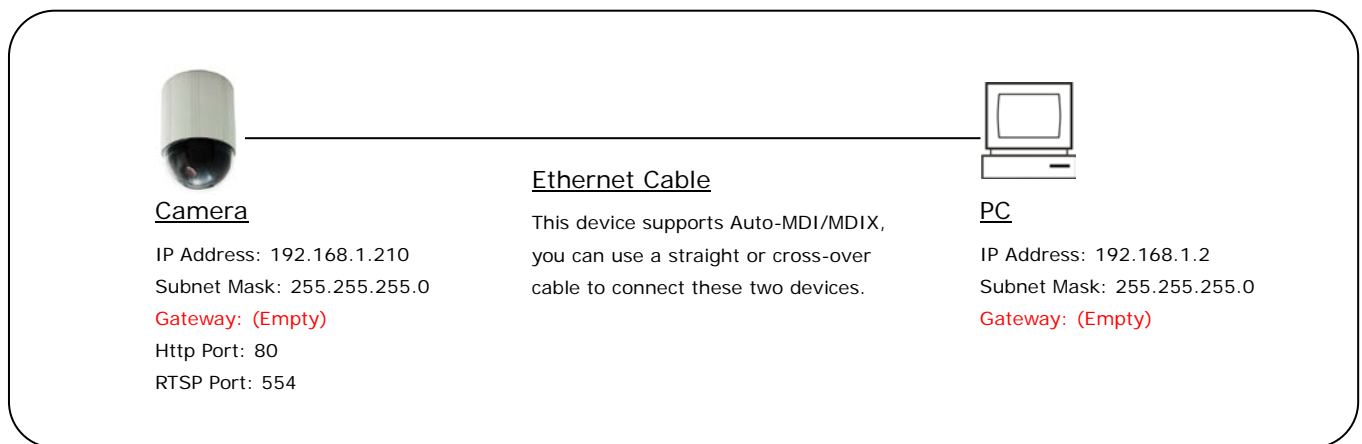 Camera
IP Address: 192.168.1.210
Subnet Mask: 255.255.255.0
Gateway: (Empty)
Http Port: 80
RTSP Port: 554
Ethernet Cable
This device supports Auto-MDI/MDIX,
you can use a straight or cross-over
cable to connect these two devices.
PC
IP Address: 192.168.1.2
Subnet Mask: 255.255.255.0
Gateway: (Empty)